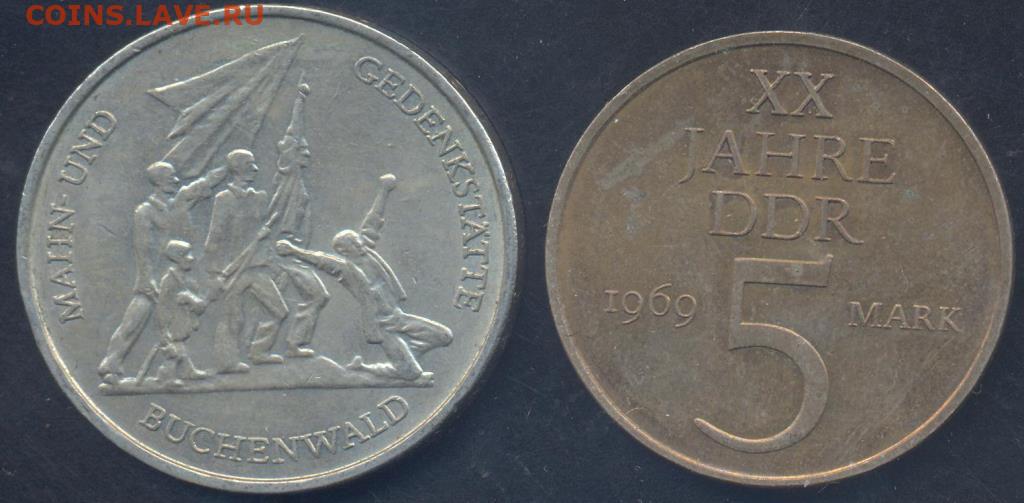 COINS.LAVE.RU
MAHN- UND
GEDENKSTÄTTE
BUCHENWALD
XX
JAHRE
DDR
1969
5
MARK